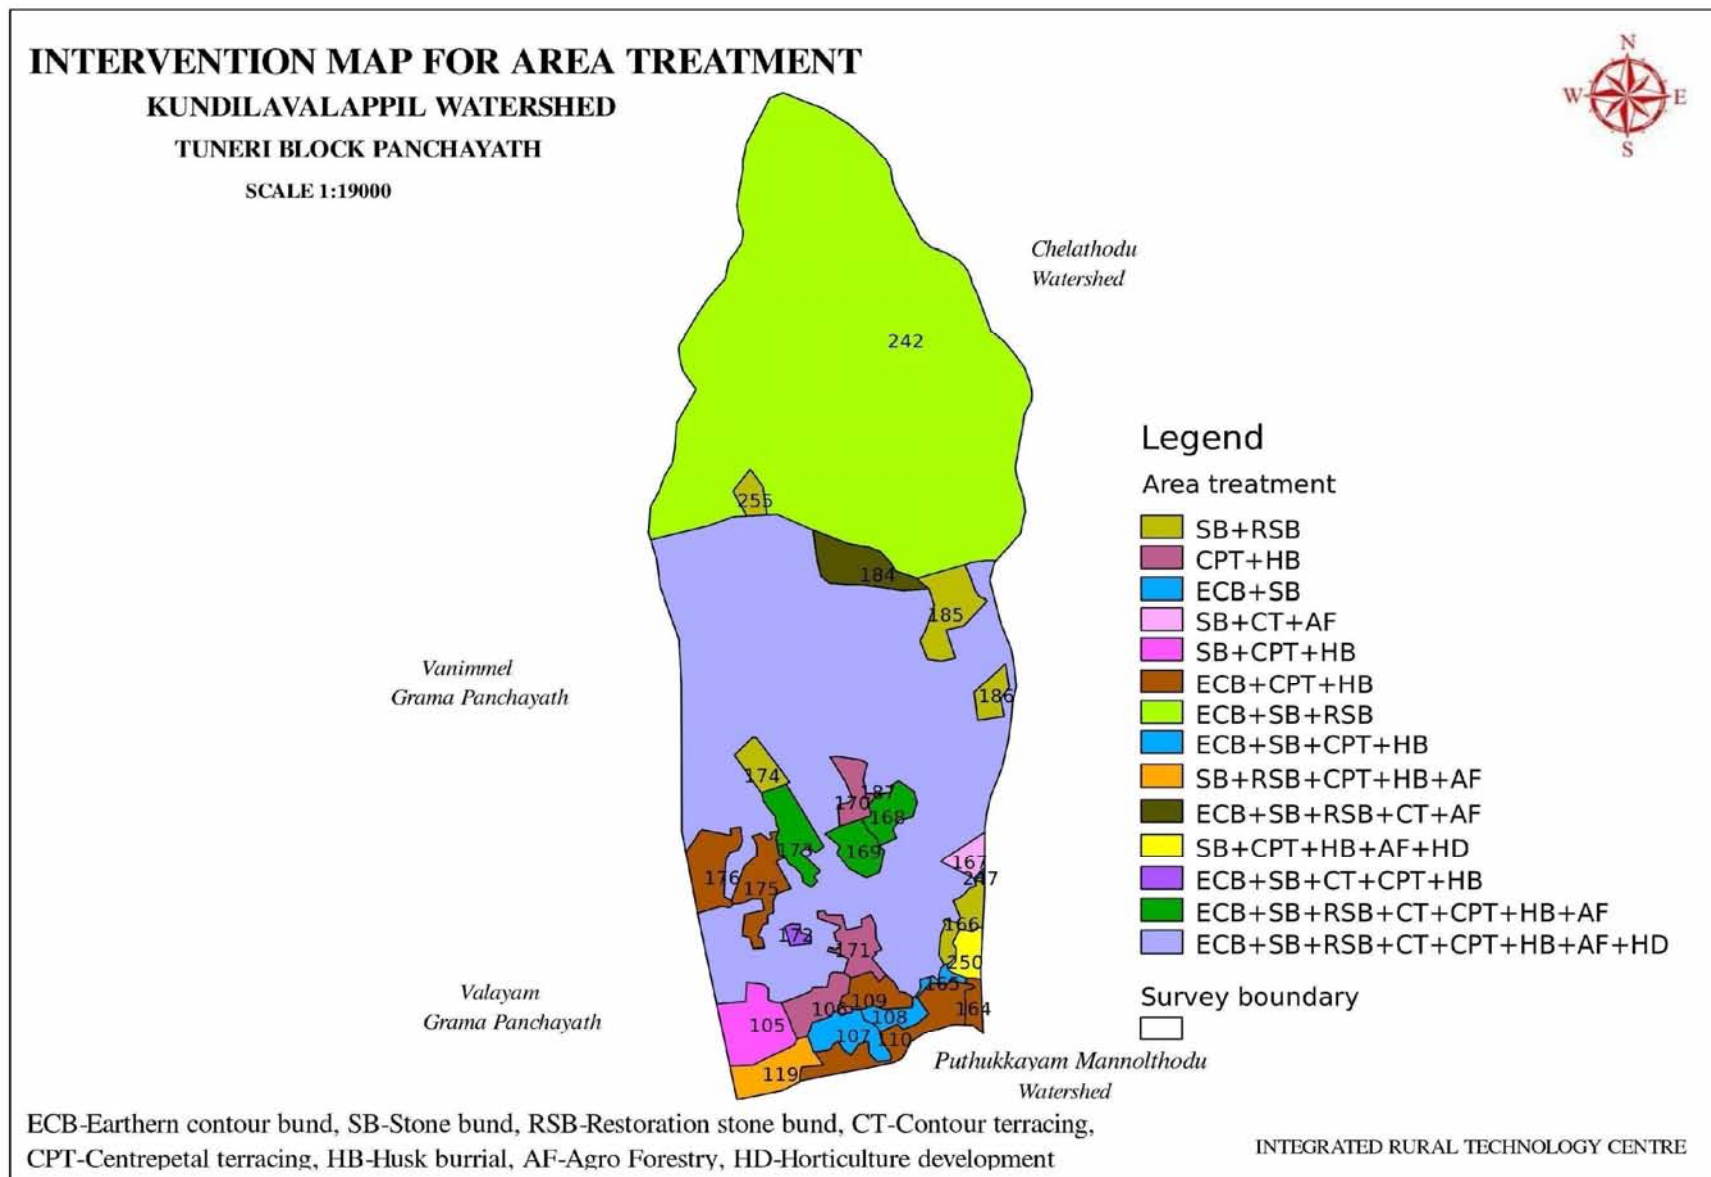 INTERVENTION MAP FOR AREA TREATMENT
KUNDILAVALAPPIL WATERSHED
TUNERI BLOCK PANCHAYATH
SCALE 1:19000
N
W
E
S
Chelathodu
Watershed
242
255
184
185
186
Vanimmel
Grama Panchayath
174
187
170
168
173
169
167
247
176
175
166
172
171
250
165
Valayam
Grama Panchayath
106
109
164
105
108
107
110
119
Puthukkayam Mannolthodu
Watershed
Legend
Area treatment
SB+RSB
CPT+HB
ECB+SB
SB+CT+AF
SB+CPT+HB
ECB+CPT+HB
ECB+SB+RSB
ECB+SB+CPT+HB
SB+RSB+CPT+HB+AF
ECB+SB+RSB+CT+AF
SB+CPT+HB+AF+HD
ECB+SB+CT+CPT+HB
ECB+SB+RSB+CT+CPT+HB+AF
ECB+SB+RSB+CT+CPT+HB+AF+HD
Survey boundary
ECB-Earthern contour bund, SB-Stone bund, RSB-Restoration stone bund, CT-Contour terracing,
CPT-Centrepetal terracing, HB-Husk burrial, AF-Agro Forestry, HD-Horticulture development
INTEGRATED RURAL TECHNOLOGY CENTRE